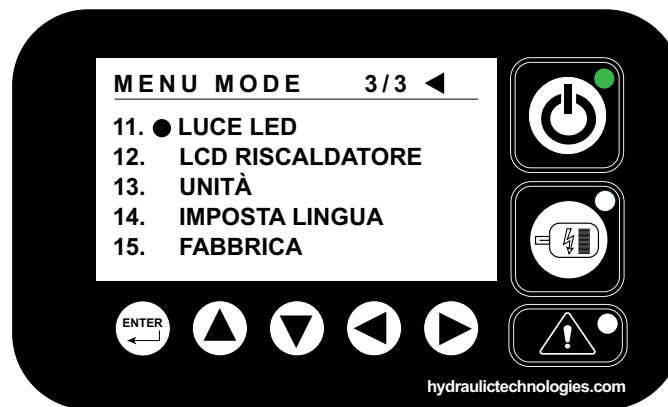 MENU MODE 3/3 ◀
11. ● LUCE LED
12. LCD RISCALDATORE
13. UNITÀ
14. IMPOSTA LINGUA
15. FABBRICA
ENTER
hydraulictechnologies.com